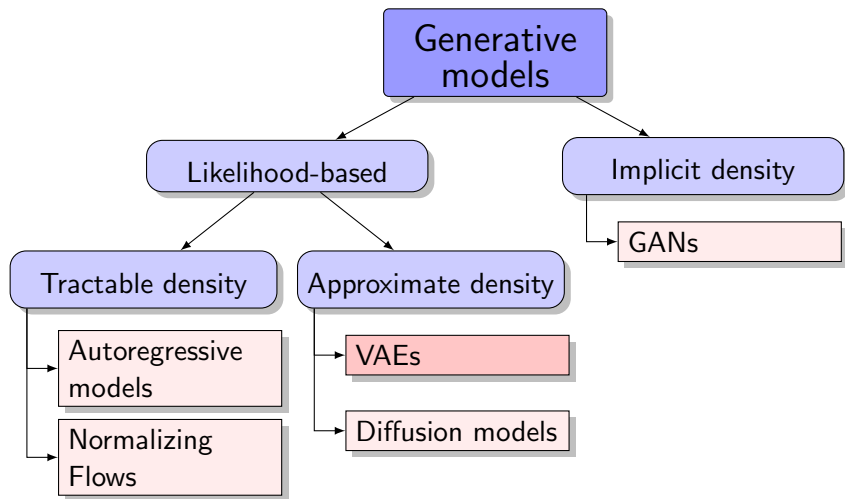 Generative
models
Likelihood-based
Implicit density
GANs
Tractable density
Approximate density
Autoregressive
models
VAEs
Normalizing
Flows
Diffusion models